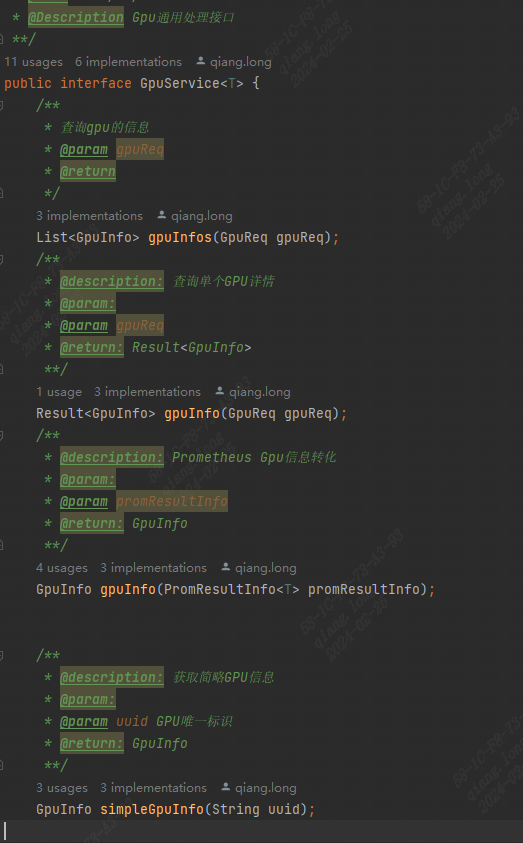 * @Description Gpu通用处理接口
**/
11 usages 6 implementations qiang.long
public interface GpuService<T> {
/**
* 查询gpu的信息
* @param gpuReq
* @return
*/
3 implementations qiang.long
List<GpuInfo> gpuInfos(GpuReq gpuReq);
/**
* @description: 查询单个GPU详情
* @param:
* @param gpuReq
* @return: Result<GpuInfo>
**/
1 usage 3 implementations qiang.long
Result<GpuInfo> gpuInfo(GpuReq gpuReq);
/**
* @description: Prometheus Gpu信息转化
* @param:
* @param promResultInfo
* @return: GpuInfo
**/
4 usages 3 implementations qiang.long
GpuInfo gpuInfo(PromResultInfo<T> promResultInfo);
/**
* @description: 获取简略GPU信息
* @param:
* @param uuid GPU唯一标识
* @return: GpuInfo
**/
3 usages 3 implementations qiang.long
GpuInfo simpleGpuInfo(String uuid);